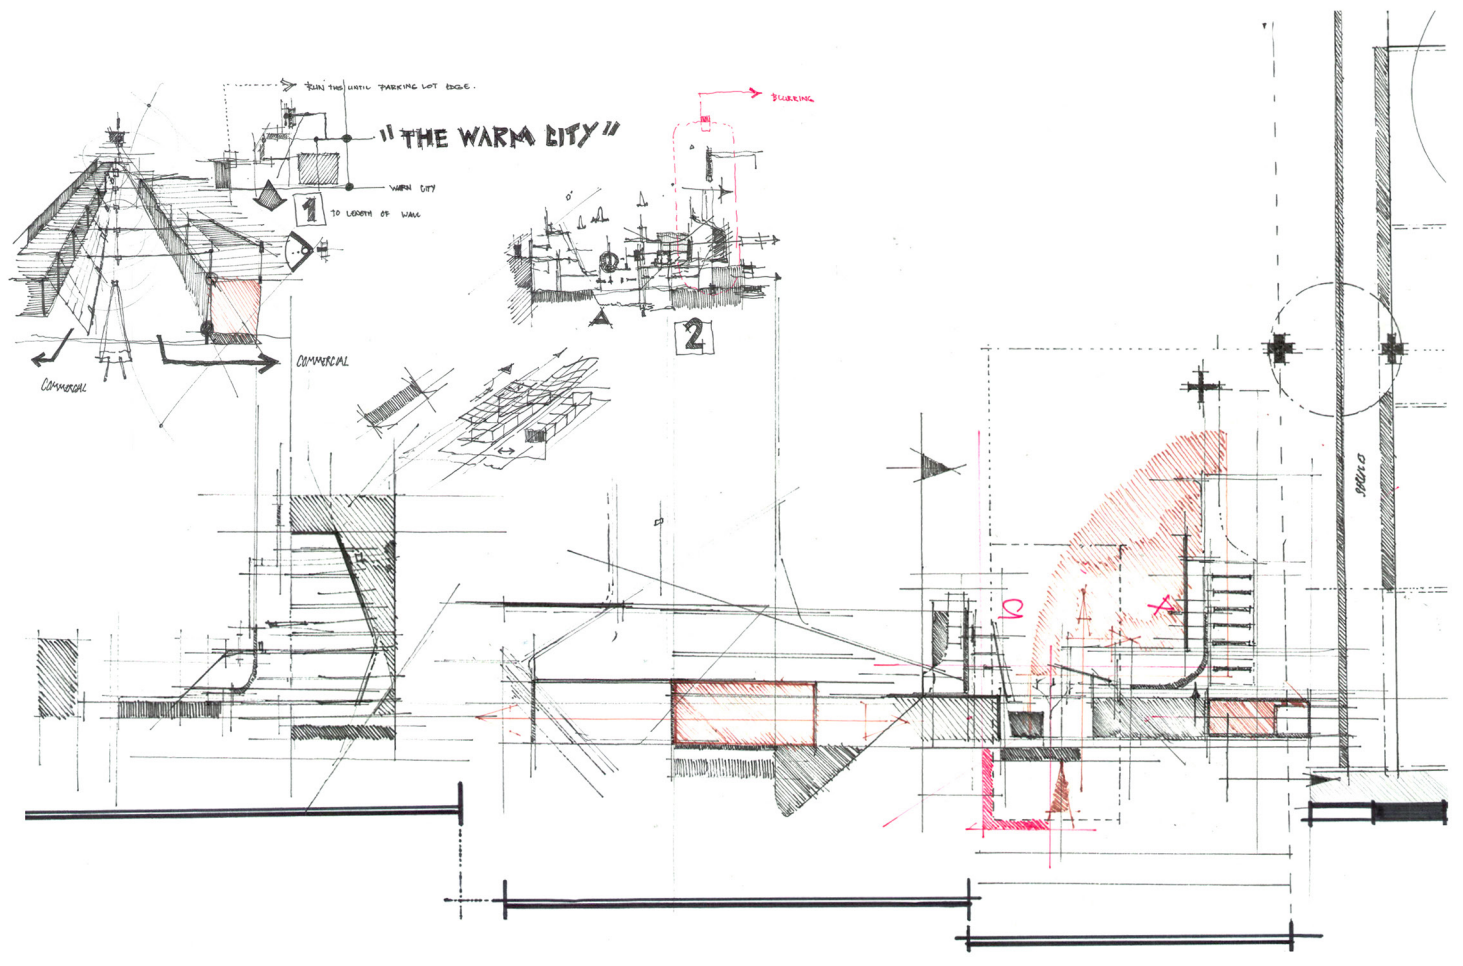 RUN THIS UNTIL PARKING LOT EDGE.
"THE WARM CITY"
BLURRING
WARM CITY
1 TO LENGTH OF WALL
2
COMMERCIAL
COMMERCIAL